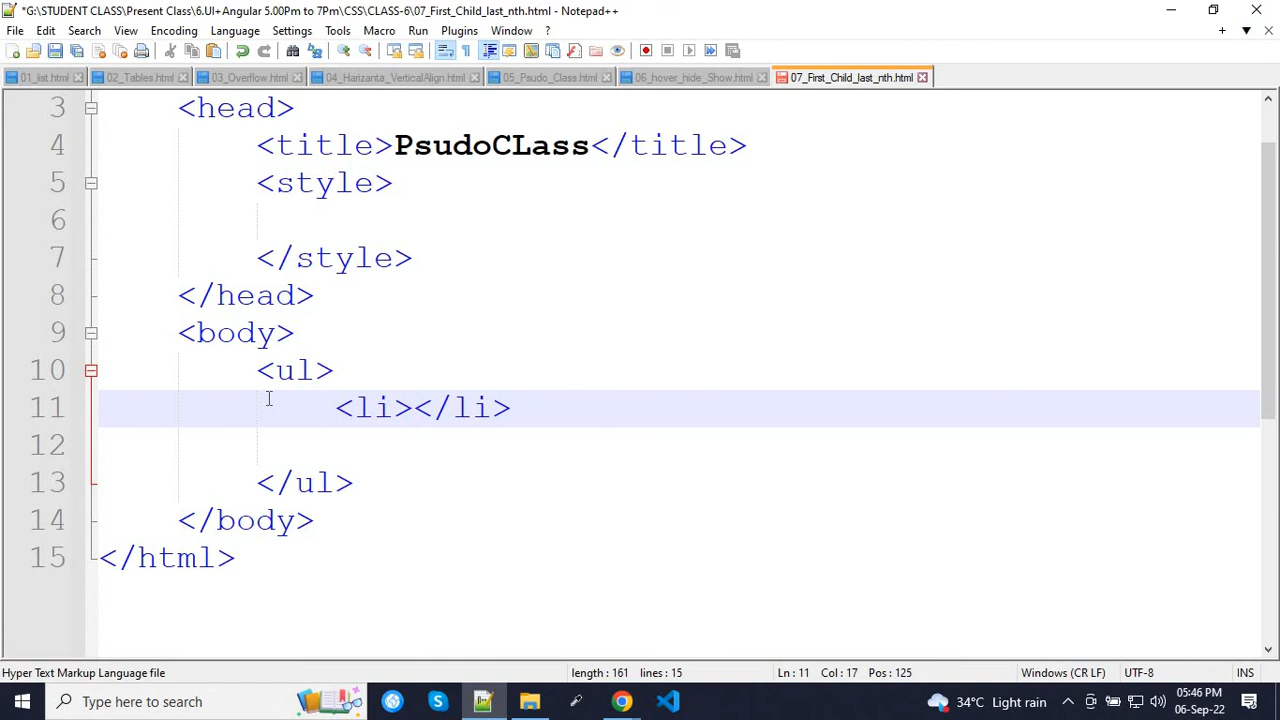 *G:\STUDENT CLASS\Present Class\6.UI+Angular 5.00Pm to 7Pm\CSS\CLASS-6\07_First_Child_last_nth.html - Notepad++
File Edit Search View Encoding Language Settings Tools Macro Run Plugins Window ?
01_list.html 02_Tables.html 03_Overflow.html 04_Harizanta_VerticalAlign.html 05_Psudo_Class.html 06_hover_hide_Show.html 07_First_Child_last_nth.html
3 <head>
4 <title>PsudoCLass</title>
5 <style>
6
7 </style>
8 </head>
9 <body>
10 <ul>
11 <li></li>
12
13 </ul>
14 </body>
15 </html>
Hyper Text Markup Language file length : 161 lines : 15 Ln : 11 Col : 17 Pos : 125 Windows (CR LF) UTF-8 INS
Type here to search 34°C Light rain 05:46 PM
06-Sep-22